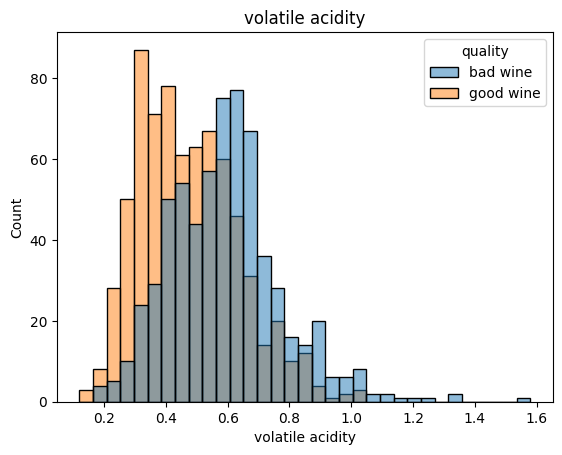 volatile acidity
quality
bad wine
good wine
80
60
40
20
0
Count
0.2 0.4 0.6 0.8 1.0 1.2 1.4 1.6
volatile acidity